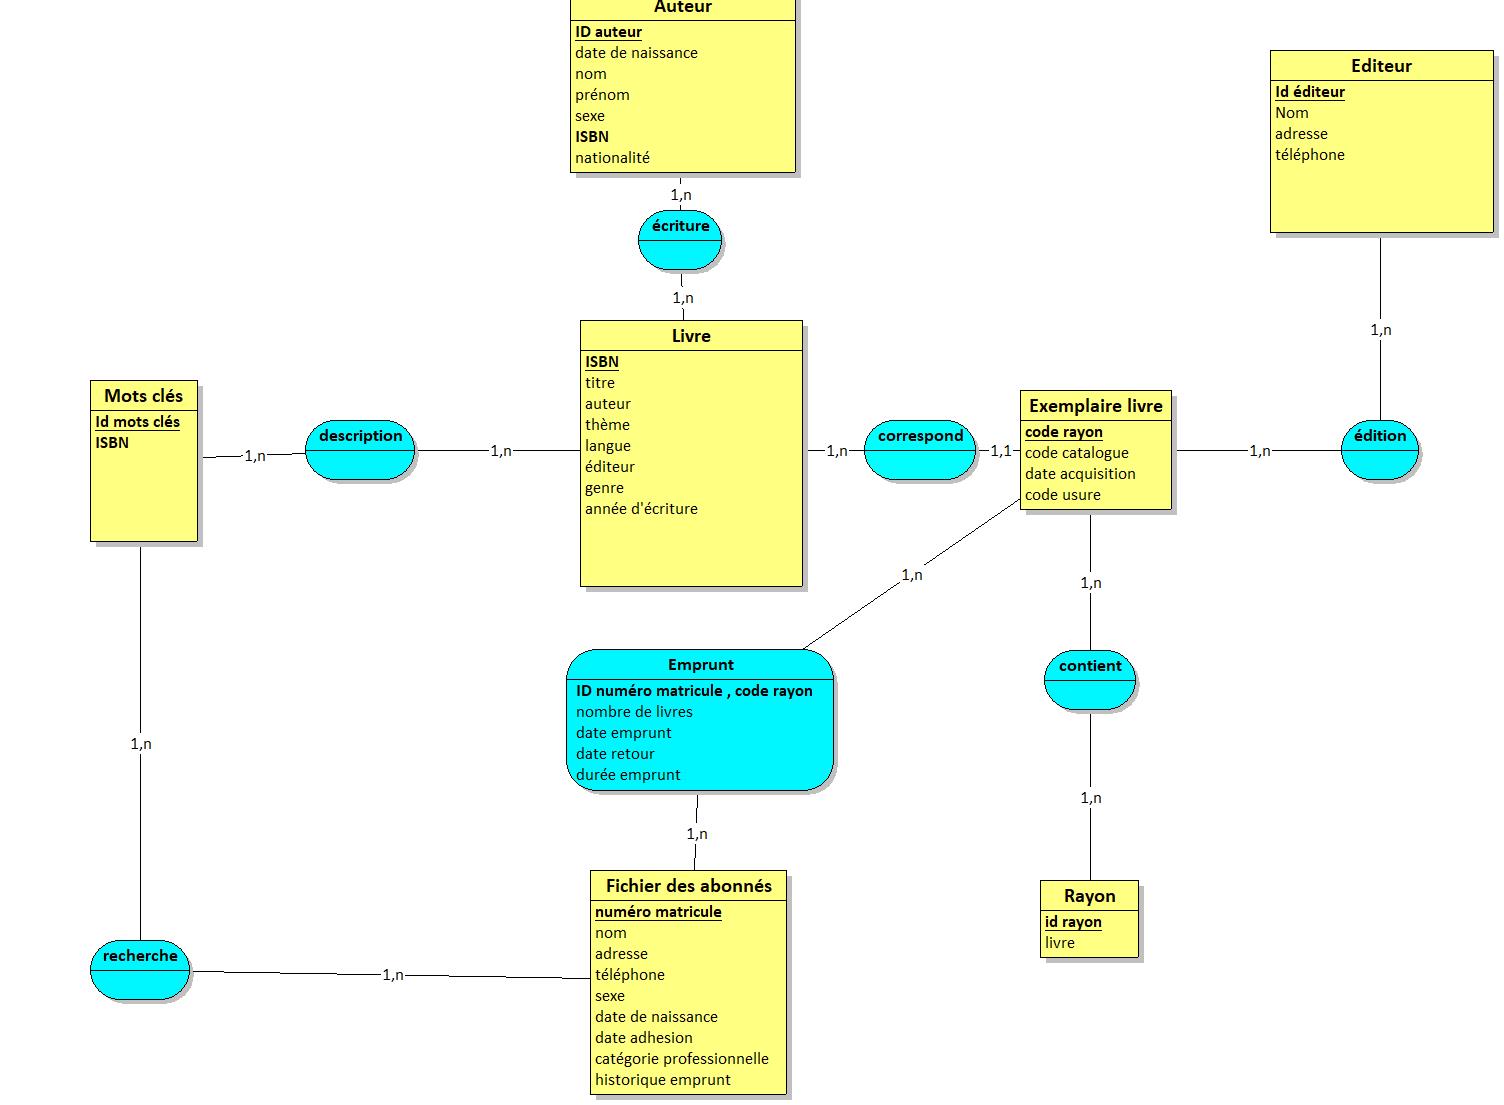 Auteur
ID auteur
date de naissance
nom
prénom
sexe
ISBN
nationalité
Editeur
Id éditeur
Nom
adresse
téléphone
1,n
écriture
1,n
1,n
Livre
ISBN
titre
auteur
thème
langue
éditeur
genre
année d'écriture
Mots clés
Id mots clés
ISBN
1,n
description
1,n
1,n
correspond
1,1
Exemplaire livre
code rayon
code catalogue
date acquisition
code usure
1,n
édition
1,n
1,n
Emprunt
ID numéro matricule , code rayon
nombre de livres
date emprunt
date retour
durée emprunt
contient
1,n
1,n
1,n
Fichier des abonnés
numéro matricule
nom
adresse
téléphone
sexe
date de naissance
date adhesion
catégorie professionnelle
historique emprunt
Rayon
id rayon
livre
recherche
1,n